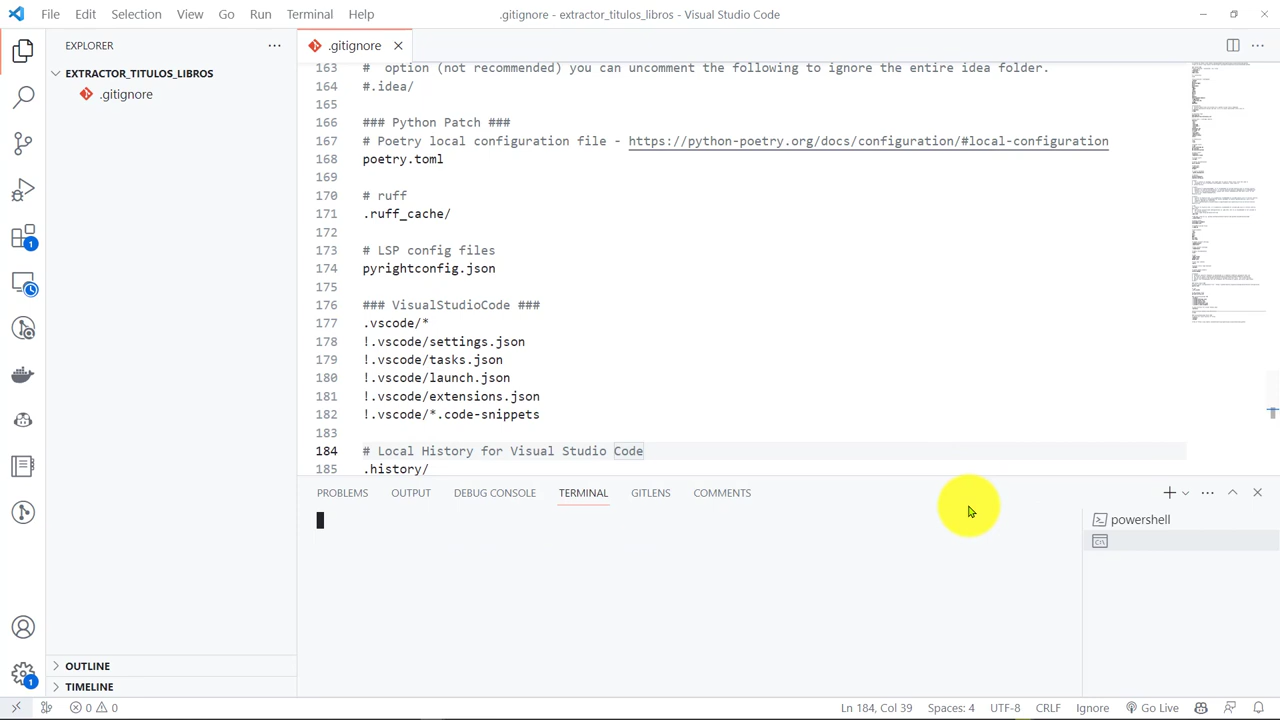 File Edit Selection View Go Run Terminal Help
.gitignore - extractor_titulos_libros - Visual Studio Code
EXPLORER
EXTRACTOR_TITULOS_LIBROS
.gitignore
OUTLINE
TIMELINE
.gitignore
163 # option (not recommended) you can uncomment the following to ignore the entire idea folder.
164 #.idea/
165
166 ### Python Patch ###
167 # Poetry local configuration file - https://python-poetry.org/docs/configuration/#local-configuration
168 poetry.toml
169
170 # ruff
171 .ruff_cache/
172
173 # LSP config files
174 pyrightconfig.json
175
176 ### VisualStudioCode ###
177 .vscode/*
178 !.vscode/settings.json
179 !.vscode/tasks.json
180 !.vscode/launch.json
181 !.vscode/extensions.json
182 !.vscode/*.code-snippets
183
184 # Local History for Visual Studio Code
185 .history/
PROBLEMS OUTPUT DEBUG CONSOLE TERMINAL GITLENS COMMENTS
powershell
1
1
0 0
Ln 184, Col 39 Spaces: 4 UTF-8 CRLF Ignore Go Live